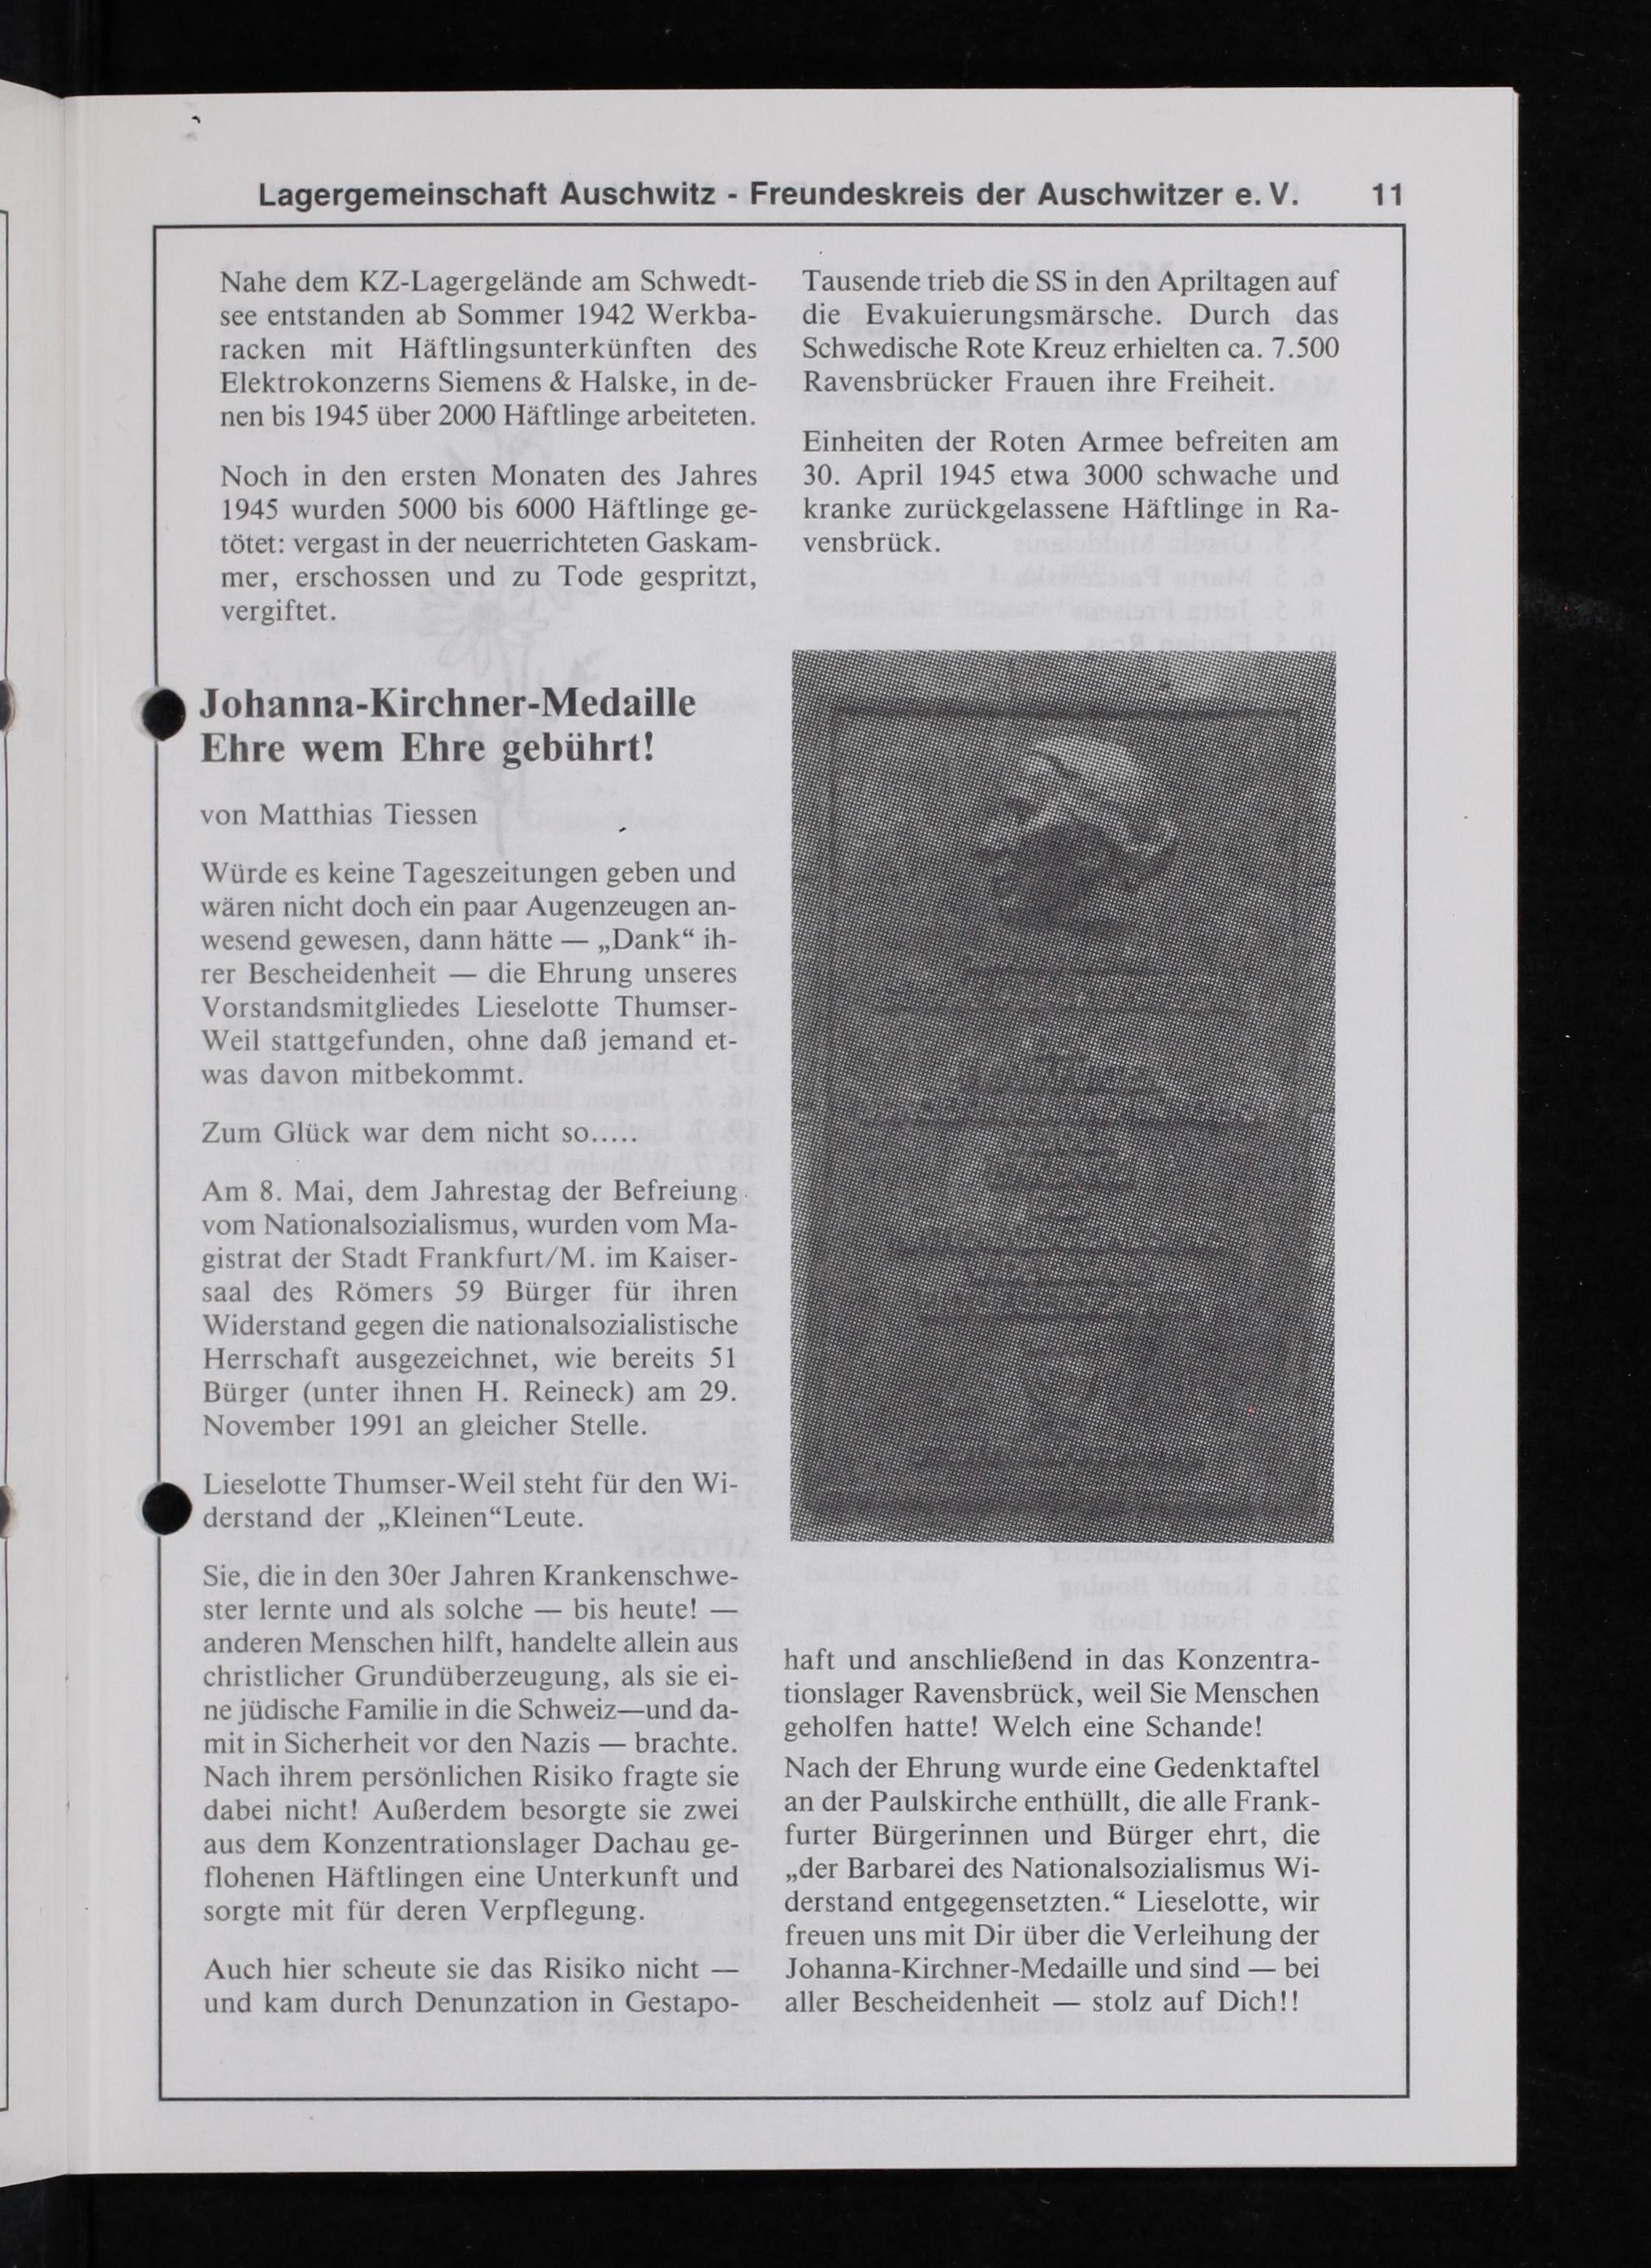 Lagergemeinschaft Auschwitz - Freundeskreis der Auschwitzer e. V. 11
Nahe dem KZ-Lagergelände am Schwedt-
see entstanden ab Sommer 1942 Werkba-
racken mit Häftlingsunterkünften des
Elektrokonzerns Siemens & Halske, in de-
nen bis 1945 über 2000 Häftlinge arbeiteten.
Noch in den ersten Monaten des Jahres
1945 wurden 5000 bis 6000 Häftlinge ge-
tötet: vergast in der neuerrichteten Gaskam-
mer, erschossen und zu Tode gespritzt,
vergiftet.
Tausende trieb die SS in den Apriltagen auf
die Evakuierungsmärsche. Durch das
Schwedische Rote Kreuz erhielten ca. 7.500
Ravensbrücker Frauen ihre Freiheit.
Einheiten der Roten Armee befreiten am
30. April 1945 etwa 3000 schwache und
kranke zurückgelassene Häftlinge in Ra-
vensbrück.
Johanna-Kirchner-Medaille
Ehre wem Ehre gebührt!
von Matthias Tiessen
Würde es keine Tageszeitungen geben und
wären nicht doch ein paar Augenzeugen an-
wesend gewesen, dann hätte — „Dank“ ih-
rer Bescheidenheit — die Ehrung unseres
Vorstandsmitgliedes Lieselotte Thumser-
Weil stattgefunden, ohne daß jemand et-
was davon mitbekommt.
Zum Glück war dem nicht so.....
Am 8. Mai, dem Jahrestag der Befreiung
vom Nationalsozialismus, wurden vom Ma-
gistrat der Stadt Frankfurt/M. im Kaiser-
saal des Römers 59 Bürger für ihren
Widerstand gegen die nationalsozialistische
Herrschaft ausgezeichnet, wie bereits 51
Bürger (unter ihnen H. Reineck) am 29.
November 1991 an gleicher Stelle.
Lieselotte Thumser-Weil steht für den Wi-
derstand der „Kleinen“Leute.
Sie, die in den 30er Jahren Krankenschwe-
ster lernte und als solche — bis heute! —
anderen Menschen hilft, handelte allein aus
christlicher Grundüberzeugung, als sie ei-
ne jüdische Familie in die Schweiz—und da-
mit in Sicherheit vor den Nazis — brachte.
Nach ihrem persönlichen Risiko fragte sie
dabei nicht! Außerdem besorgte sie zwei
aus dem Konzentrationslager Dachau ge-
flohenen Häftlingen eine Unterkunft und
sorgte mit für deren Verpflegung.
Auch hier scheute sie das Risiko nicht —
und kam durch Denunzation in Gestapo-
haft und anschließend in das Konzentra-
tionslager Ravensbrück, weil Sie Menschen
geholfen hatte! Welch eine Schande!
Nach der Ehrung wurde eine Gedenktaftel
an der Paulskirche enthüllt, die alle Frank-
furter Bürgerinnen und Bürger ehrt, die
„der Barbarei des Nationalsozialismus Wi-
derstand entgegensetzten.“ Lieselotte, wir
freuen uns mit Dir über die Verleihung der
Johanna-Kirchner-Medaille und sind — bei
aller Bescheidenheit — stolz auf Dich!!